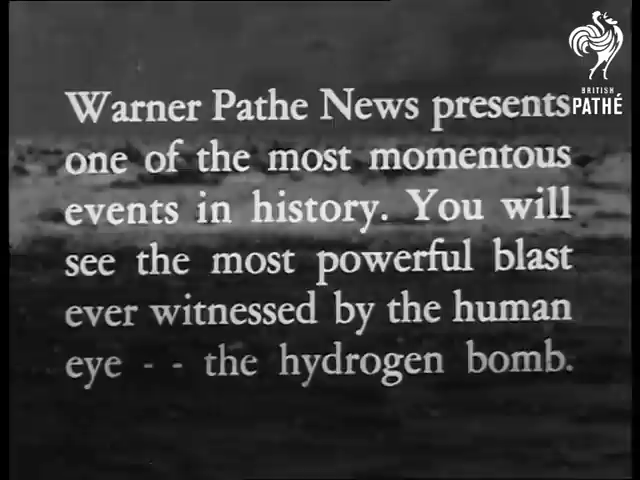 Warner Pathe News presents
one of the most momentous
events in history. You will
see the most powerful blast
ever witnessed by the human
eye - - the hydrogen bomb.
BRITISH
PATHÉ